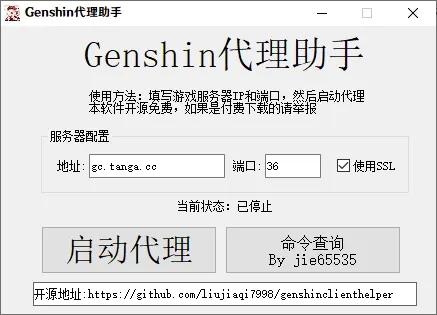 Genshin代理助手
Genshin代理助手
使用方法：填写游戏服务器IP和端口，然后启动代理
本软件开源免费，如果是付费下载的请举报
服务器配置
地址: gc.tanga.cc 端口: 36 使用SSL
当前状态：已停止
启动代理
命令查询
By jie65535
开源地址:https://github.com/liujiaqi7998/genshinclienthelper